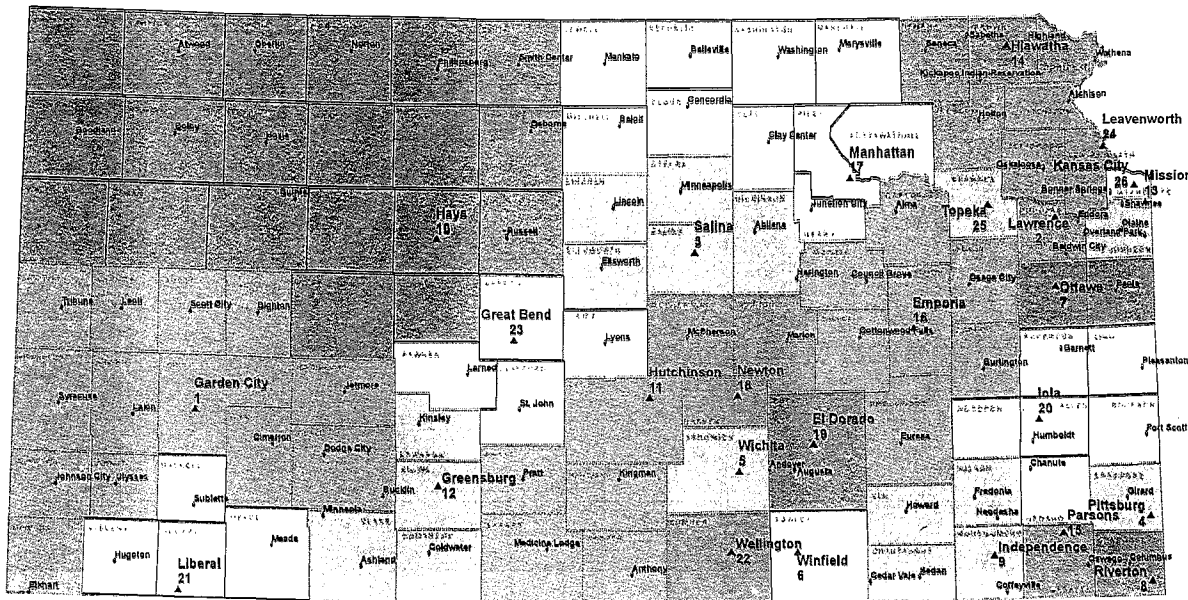 Atwood
Oberlin
Norton
Phillipsburg
Smith Center
Mankato
Belleville
Washington
Marysville
Seneca
Sabetha
Highland
Hiawatha
14
Wathena
Kickapoo Indian Reservation
Atchison
Goodland
Colby
Hoxie
Osborne
Beloit
Concordia
Clay Center
Manhattan
17
Holton
Leavenworth
24
Oskaloosa
Kansas City
26
Mission
13
Bonner Springs
Shawnee
Hays
10
Russell
Lincoln
Minneapolis
Salina
3
Abilene
Junction City
Alma
Topeka
25
Lawrence
2
Eudora
Olathe
Overland Park
Baldwin City
Ellsworth
Herington
Council Grove
Osage City
Ottawa
7
Paola
Tribune
Leoti
Scott City
Dighton
Great Bend
23
Lyons
McPherson
Marion
Emporia
16
Cottonwood Falls
Garnett
Pleasanton
Burlington
Larned
Garden City
1
Jetmore
Hutchinson
11
Newton
18
Iola
20
Syracuse
Lakin
Kinsley
St. John
El Dorado
19
Eureka
Humboldt
Fort Scott
Cimarron
Dodge City
Wichita
5
Andover
Augusta
Chanute
Johnson City
Ulysses
Sublette
Bucklin
Greensburg
12
Pratt
Kingman
Fredonia
Neodesha
Girard
Pittsburg
4
Minneola
Howard
Parsons
15
Hugoton
Liberal
21
Meade
Ashland
Coldwater
Medicine Lodge
Anthony
Wellington
22
Winfield
6
Cedar Vale
Sedan
Independence
9
Coffeyville
Oswego
Columbus
Riverton
8
Elkhart